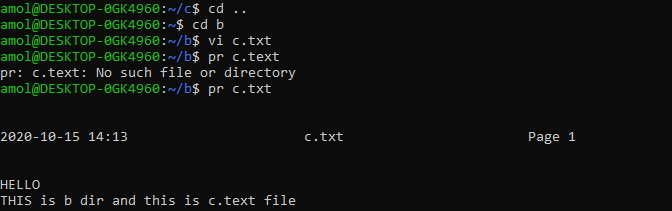 amol@DESKTOP-0GK4960:~/c$ cd ..
amol@DESKTOP-0GK4960:~$ cd b
amol@DESKTOP-0GK4960:~/b$ vi c.txt
amol@DESKTOP-0GK4960:~/b$ pr c.text
pr: c.text: No such file or directory
amol@DESKTOP-0GK4960:~/b$ pr c.txt
2020-10-15 14:13 c.txt Page 1
HELLO
THIS is b dir and this is c.text file